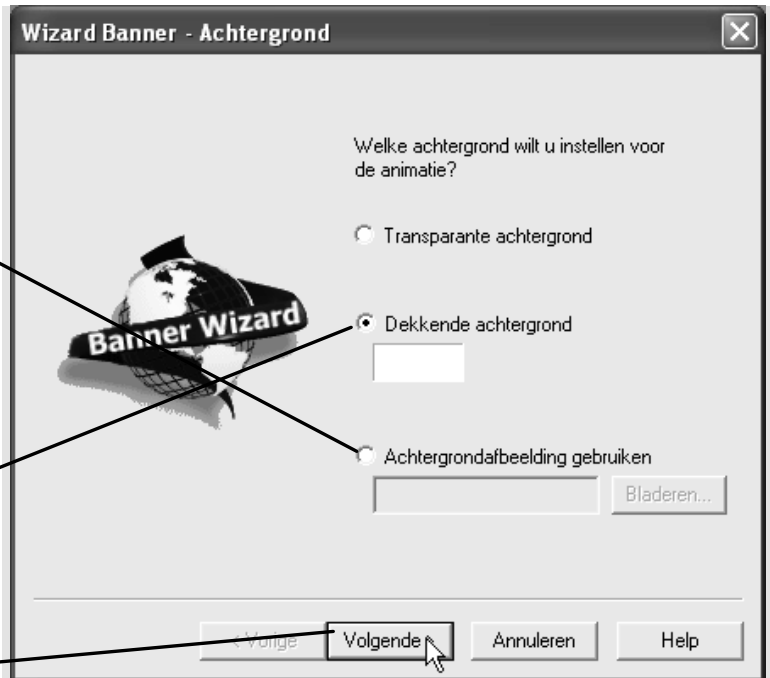 Wizard Banner - Achtergrond
Welke achtergrond wilt u instellen voor
de animatie?
Transparante achtergrond
Banner Wizard
Dekkende achtergrond
Achtergrondafbeelding gebruiken
Bladeren...
< Vorige
Volgende
Annuleren
Help